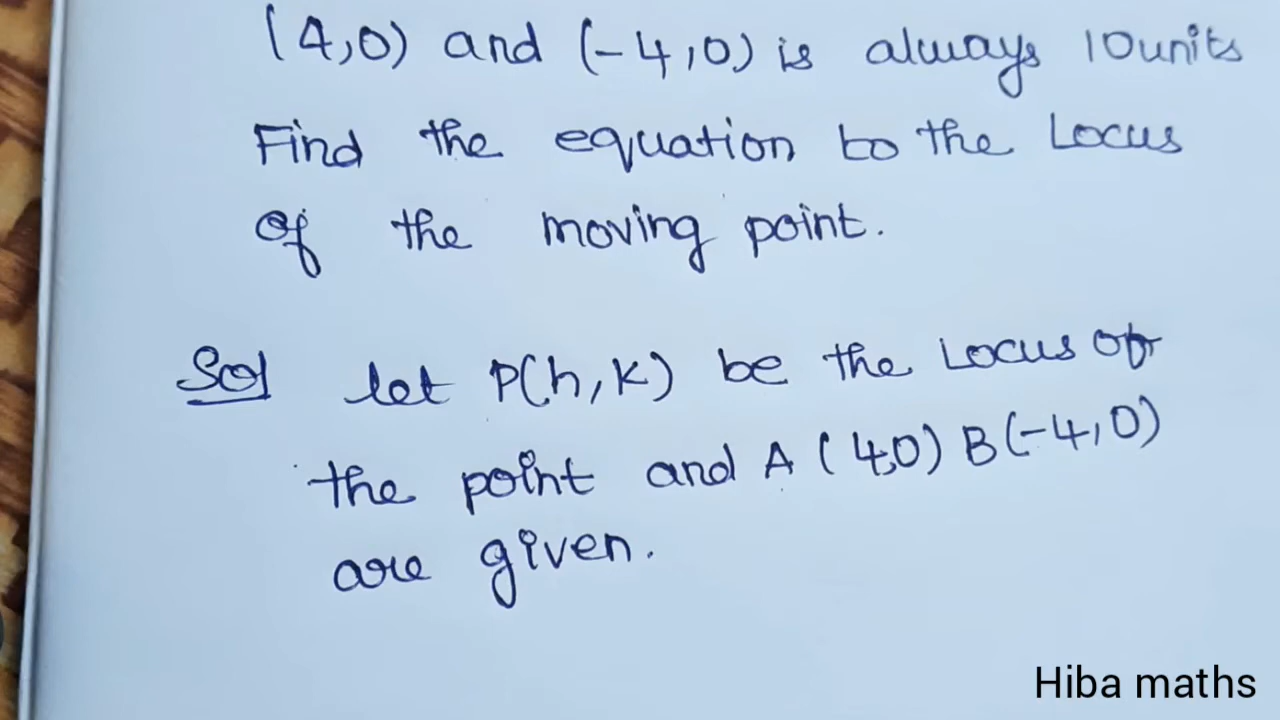 (4,0) and (-4,0) is always 10units
Find the equation to the Locus
of the moving point.
Sol let P(h,k) be the Locus of
the point and A (4,0) B(-4,0)
are given.
Hiba maths